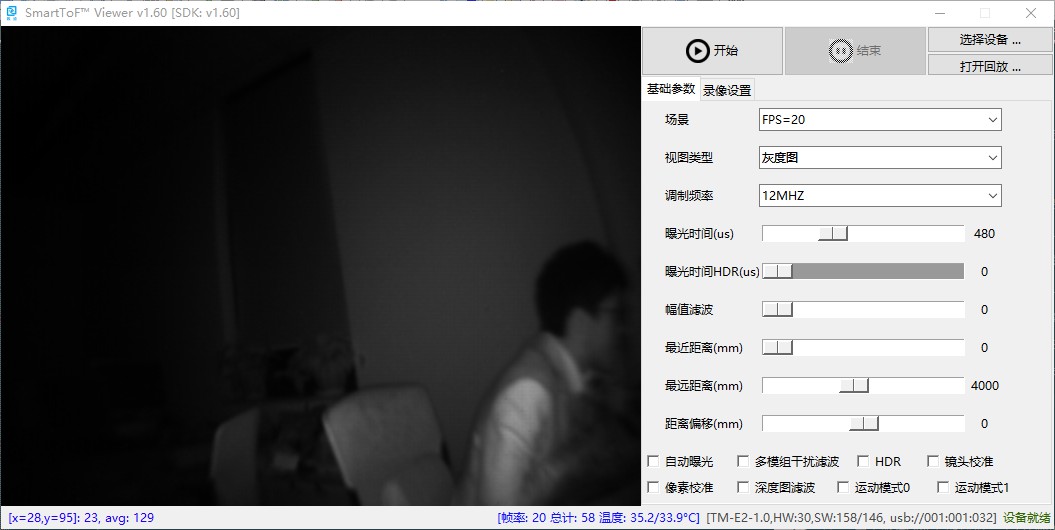 SmartToF™ Viewer v1.60 [SDK: v1.60]
开始
结束
选择设备 ...
打开回放 ...
基础参数 录像设置
场景 FPS=20
视图类型 灰度图
调制频率 12MHZ
曝光时间(us) 480
曝光时间HDR(us) 0
幅值滤波 0
最近距离(mm) 0
最远距离(mm) 4000
距离偏移(mm) 0
自动曝光 多模组干扰滤波 HDR 镜头校准
像素校准 深度图滤波 运动模式0 运动模式1
[x=28,y=95]: 23, avg: 129 [帧率: 20 总计: 58 温度: 35.2/33.9°C] [TM-E2-1.0,HW:30,SW:158/146, usb://001:001:032] 设备就绪